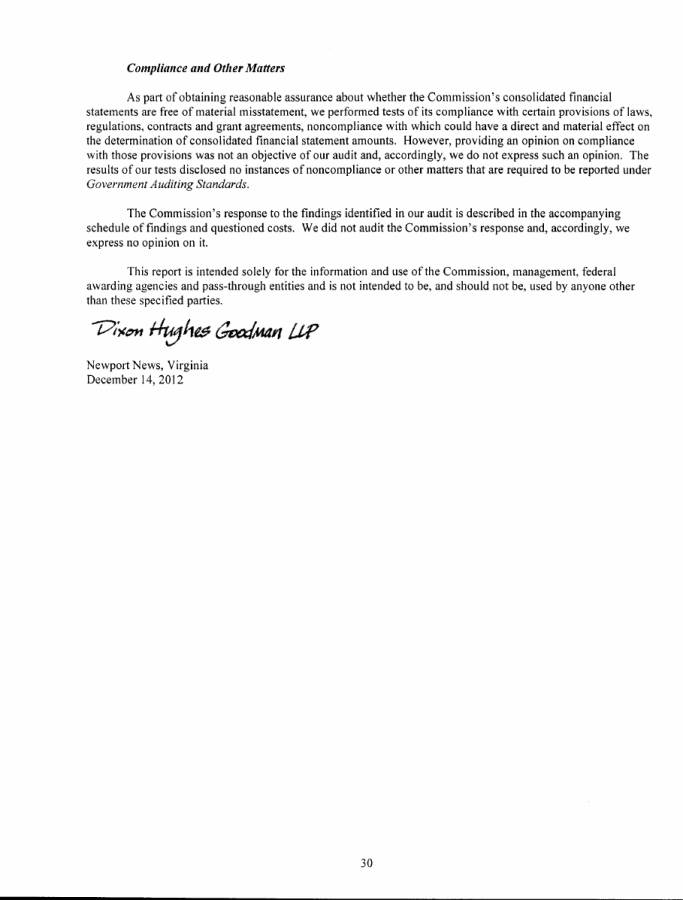 Compliance and Other Matters
As part of obtaining reasonable assurance about whether the Commission's consolidated financial
statements are free of material misstatement, we performed tests of its compliance with certain provisions of laws,
regulations, contracts and grant agreements, noncompliance with which could have a direct and material effect on
the determination of consolidated financial statement amounts. However, providing an opinion on compliance
with those provisions was not an objective of our audit and, accordingly, we do not express such an opinion. The
results of our tests disclosed no instances of noncompliance or other matters that are required to be reported under
Government Auditing Standards.
The Commission's response to the findings identified in our audit is described in the accompanying
schedule of findings and questioned costs. We did not audit the Commission's response and, accordingly, we
express no opinion on it.
This report is intended solely for the information and use of the Commission, management, federal
awarding agencies and pass-through entities and is not intended to be, and should not be, used by anyone other
than these specified parties.
Dixon Hughes Goodman LLP
Newport News, Virginia
December 14, 2012
30